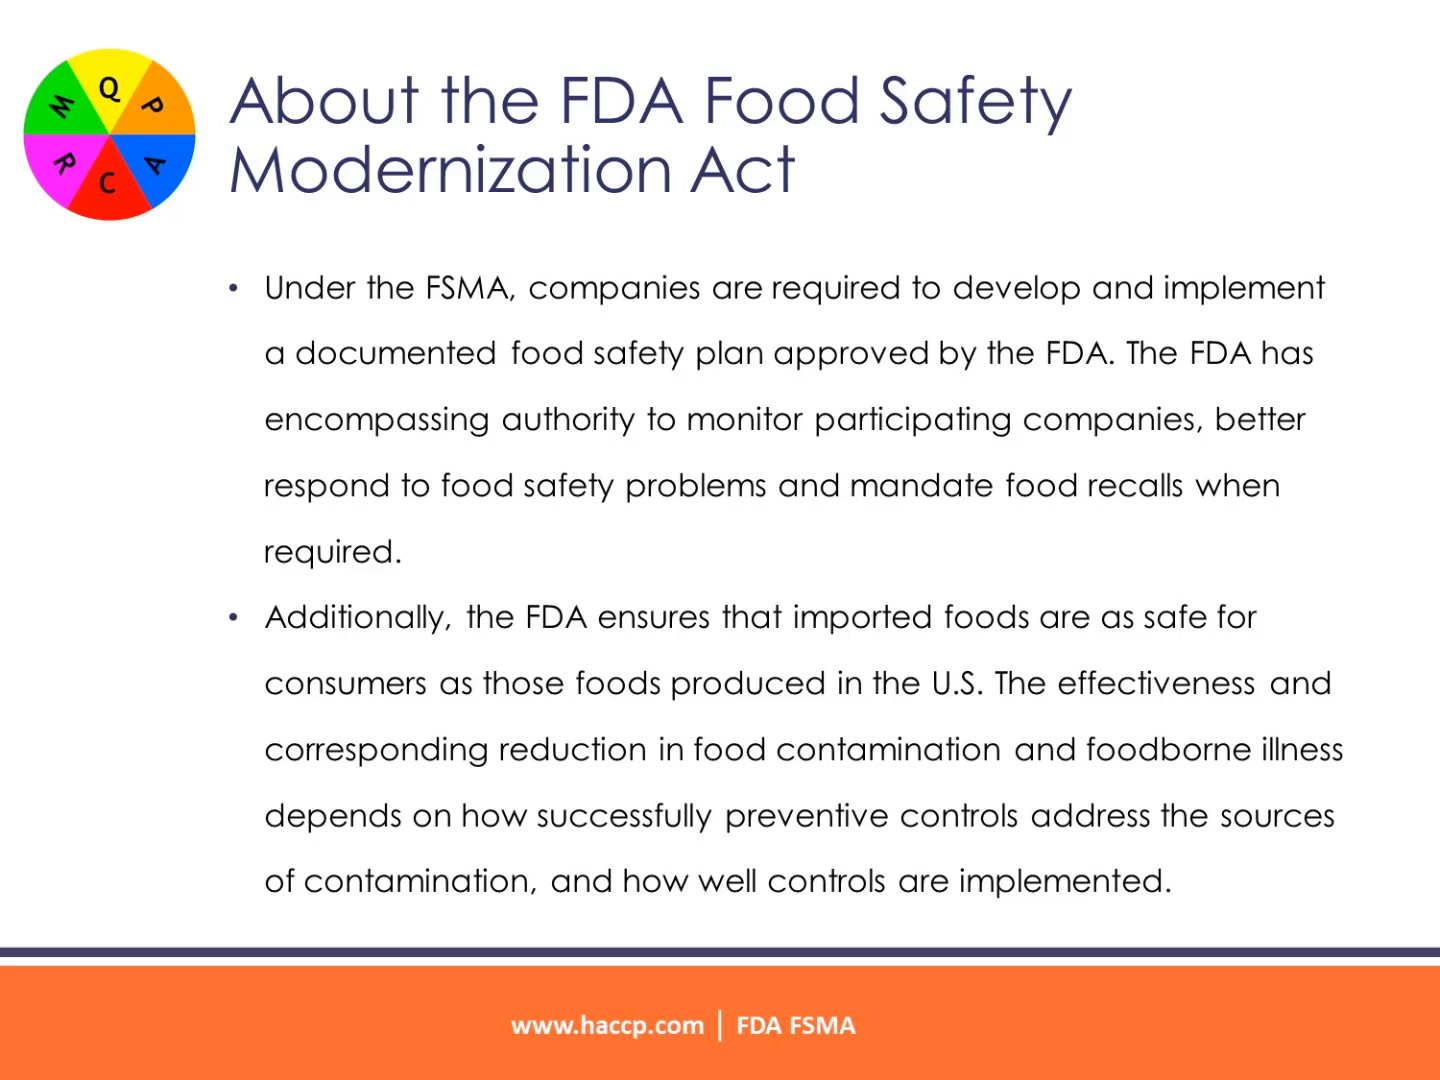 Q
P
A
C
R
M
About the FDA Food Safety
Modernization Act
• Under the FSMA, companies are required to develop and implement
a documented food safety plan approved by the FDA. The FDA has
encompassing authority to monitor participating companies, better
respond to food safety problems and mandate food recalls when
required.
• Additionally, the FDA ensures that imported foods are as safe for
consumers as those foods produced in the U.S. The effectiveness and
corresponding reduction in food contamination and foodborne illness
depends on how successfully preventive controls address the sources
of contamination, and how well controls are implemented.
www.haccp.com | FDA FSMA